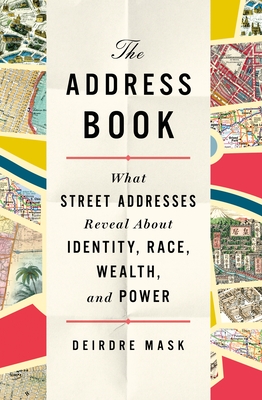 The
ADDRESS
BOOK
What
STREET ADDRESSES
Reveal About
IDENTITY, RACE,
WEALTH,
and POWER
DEIRDRE MASK